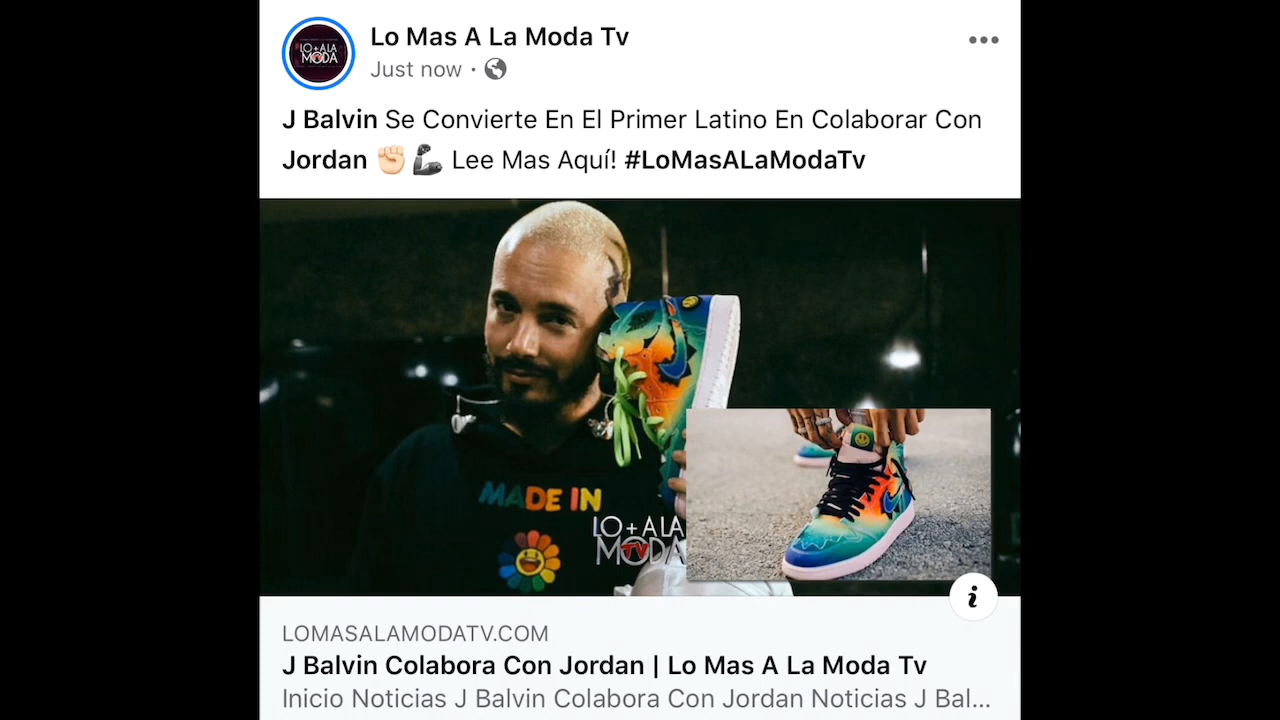 LO+ALA
MODA
TV
Lo Mas A La Moda Tv
Just now ·
J Balvin Se Convierte En El Primer Latino En Colaborar Con
Jordan ✊🏻🦾 Lee Mas Aquí! #LoMasALaModaTv
MADE IN
LO+ALA
MODA
TV
i
LOMASALAMODATV.COM
J Balvin Colabora Con Jordan | Lo Mas A La Moda Tv
Inicio Noticias J Balvin Colabora Con Jordan Noticias J Bal...